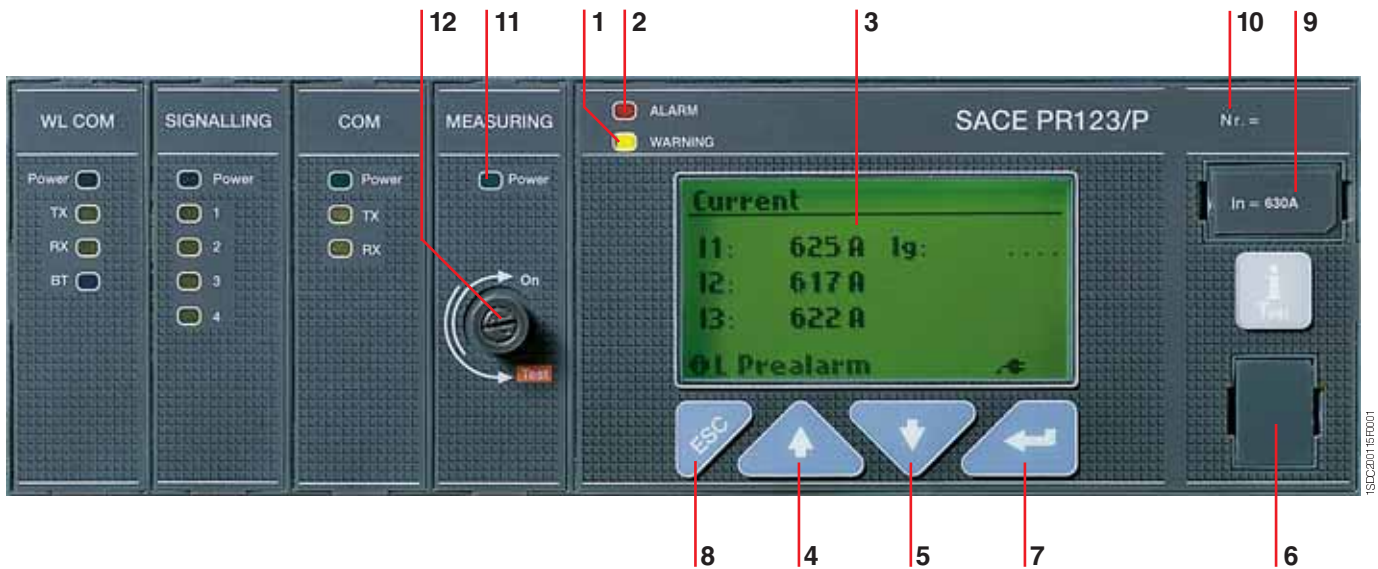 12 11 1 2 3 10 9
WL COM
Power
TX
RX
BT
SIGNALLING
Power
1
2
3
4
COM
Power
TX
RX
MEASURING
Power
On
Test
ALARM
WARNING
SACE PR123/P
Current
I1: 625 A Ig: ....
I2: 617 A
I3: 622 A
L Prealarm
ESC
Nr. =
In = 630A
i
Test
8 4 5 7 6
1SDC200115F0001